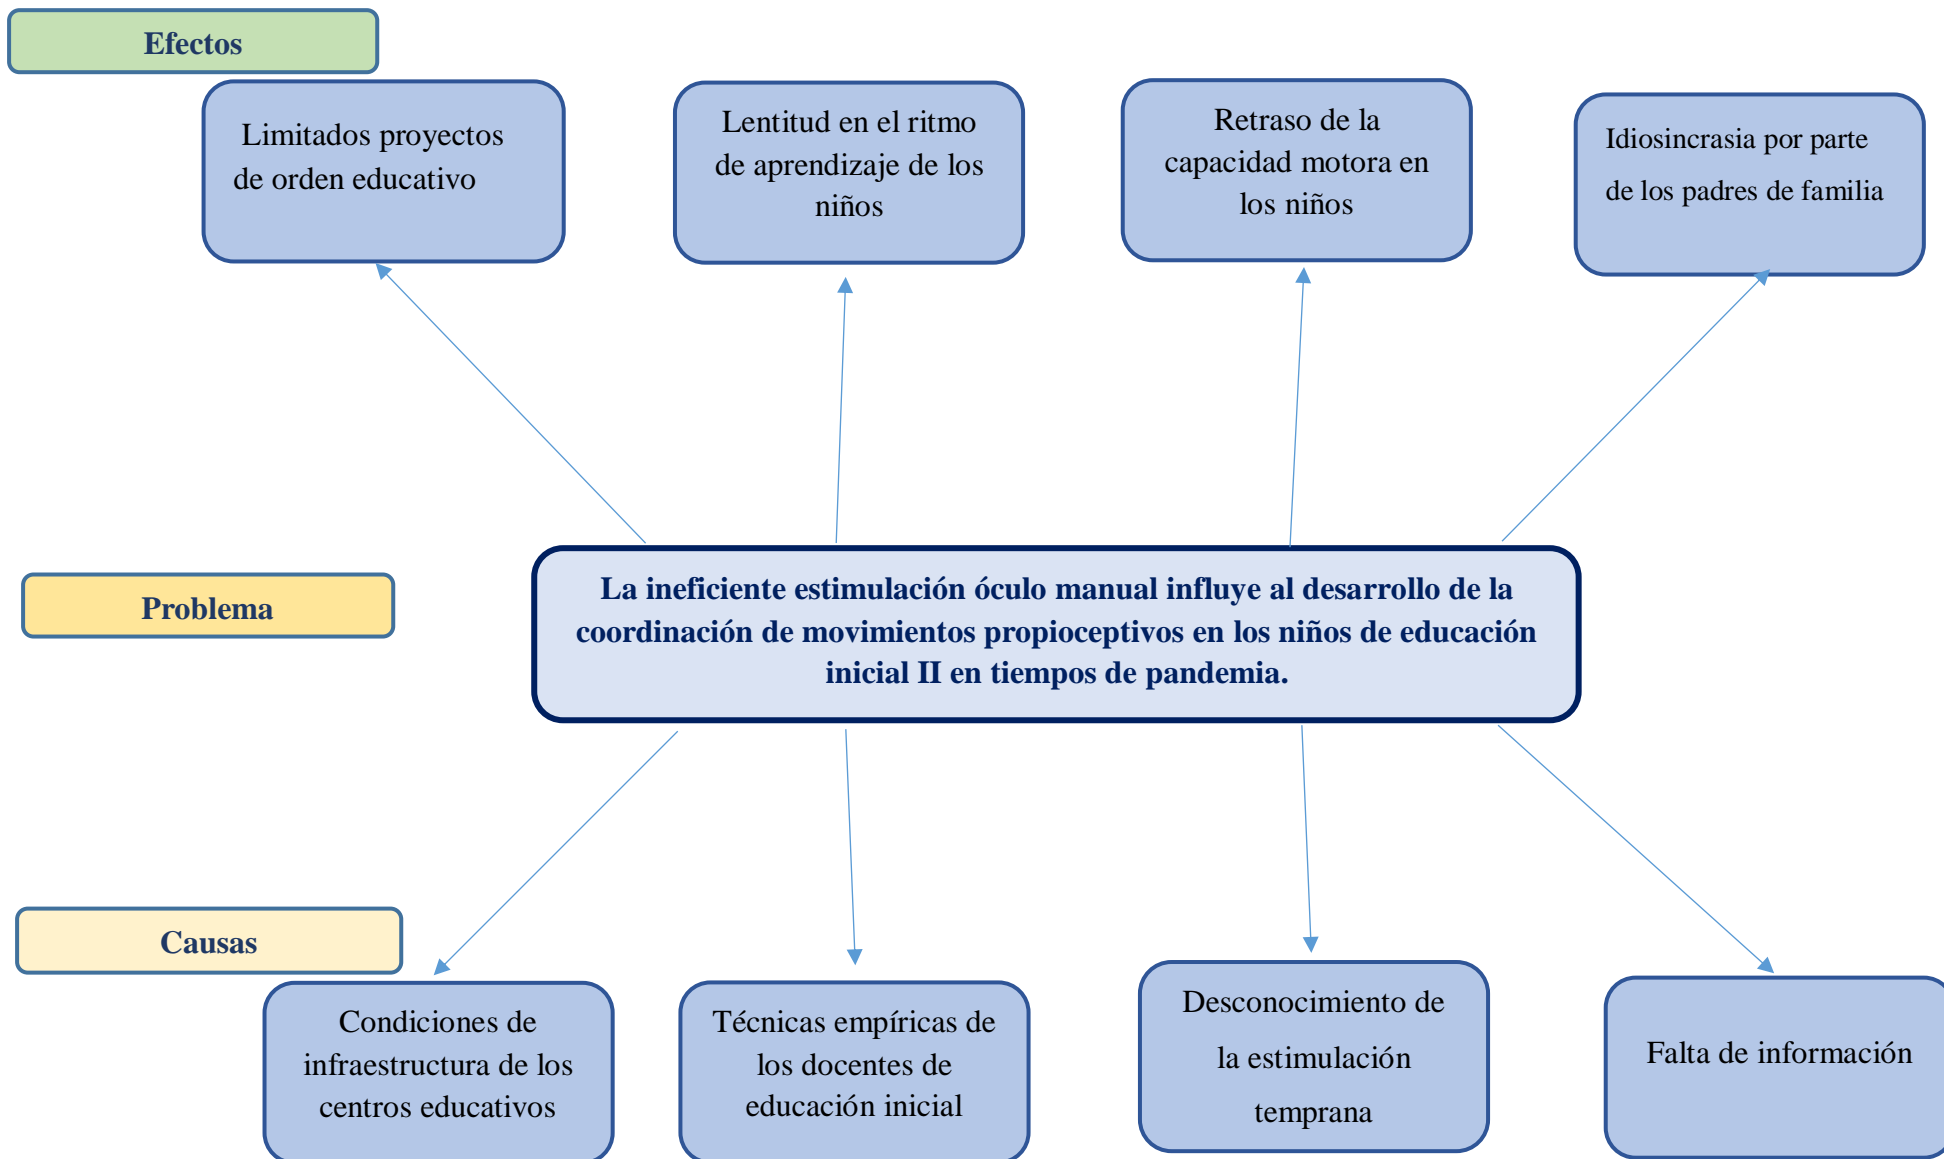 Efectos
Limitados proyectos
de orden educativo
Lentitud en el ritmo
de aprendizaje de los
niños
Retraso de la
capacidad motora en
los niños
Idiosincrasia por parte
de los padres de familia
Problema
La ineficiente estimulación óculo manual influye al desarrollo de la
coordinación de movimientos propioceptivos en los niños de educación
inicial II en tiempos de pandemia.
Causas
Condiciones de
infraestructura de los
centros educativos
Técnicas empíricas de
los docentes de
educación inicial
Desconocimiento de
la estimulación
temprana
Falta de información